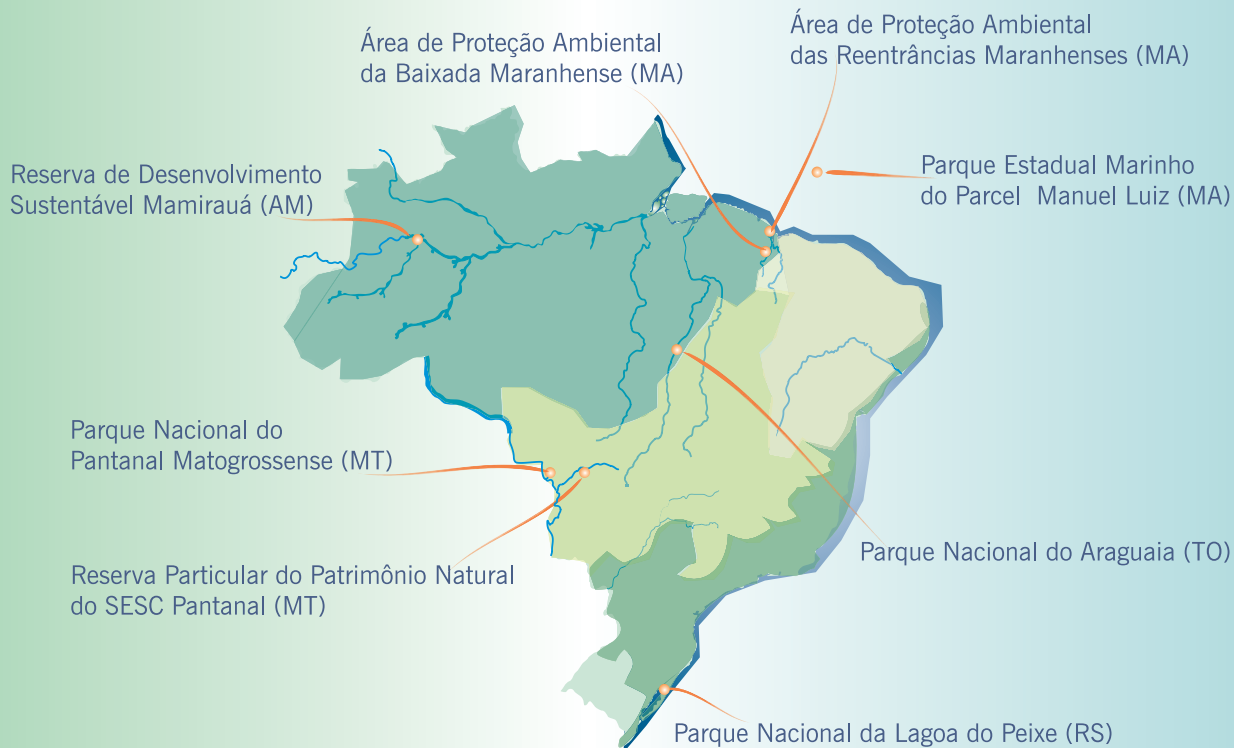 Área de Proteção Ambiental
da Baixada Maranhense (MA)
Área de Proteção Ambiental
das Reentrâncias Maranhenses (MA)
Reserva de Desenvolvimento
Sustentável Mamirauá (AM)
Parque Estadual Marinho
do Parcel Manuel Luiz (MA)
Parque Nacional do
Pantanal Matogrossense (MT)
Parque Nacional do Araguaia (TO)
Reserva Particular do Patrimônio Natural
do SESC Pantanal (MT)
Parque Nacional da Lagoa do Peixe (RS)